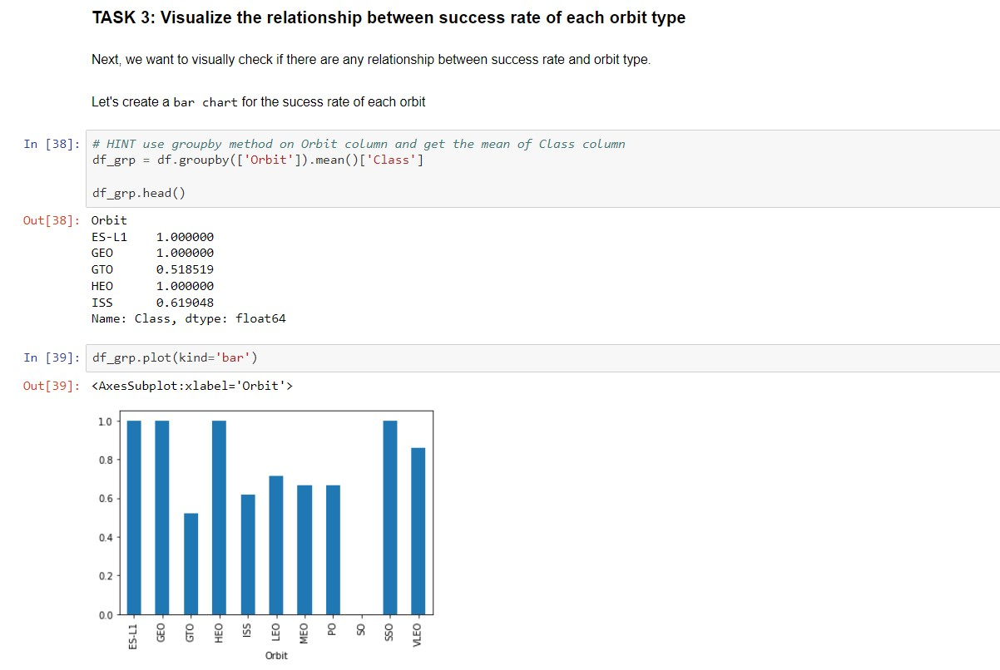 TASK 3: Visualize the relationship between success rate of each orbit type
Next, we want to visually check if there are any relationship between success rate and orbit type.
Let's create a bar chart for the sucess rate of each orbit
In [38]: # HINT use groupby method on Orbit column and get the mean of Class column
df_grp = df.groupby(['Orbit']).mean()['Class']
df_grp.head()
Out[38]: Orbit
ES-L1    1.000000
GEO      1.000000
GTO      0.518519
HEO      1.000000
ISS      0.619048
Name: Class, dtype: float64
In [39]: df_grp.plot(kind='bar')
Out[39]: <AxesSubplot:xlabel='Orbit'>
1.0
0.8
0.6
0.4
0.2
0.0
ES-L1 GEO GTO HEO ISS LEO MEO PO SO SSO VLEO
Orbit